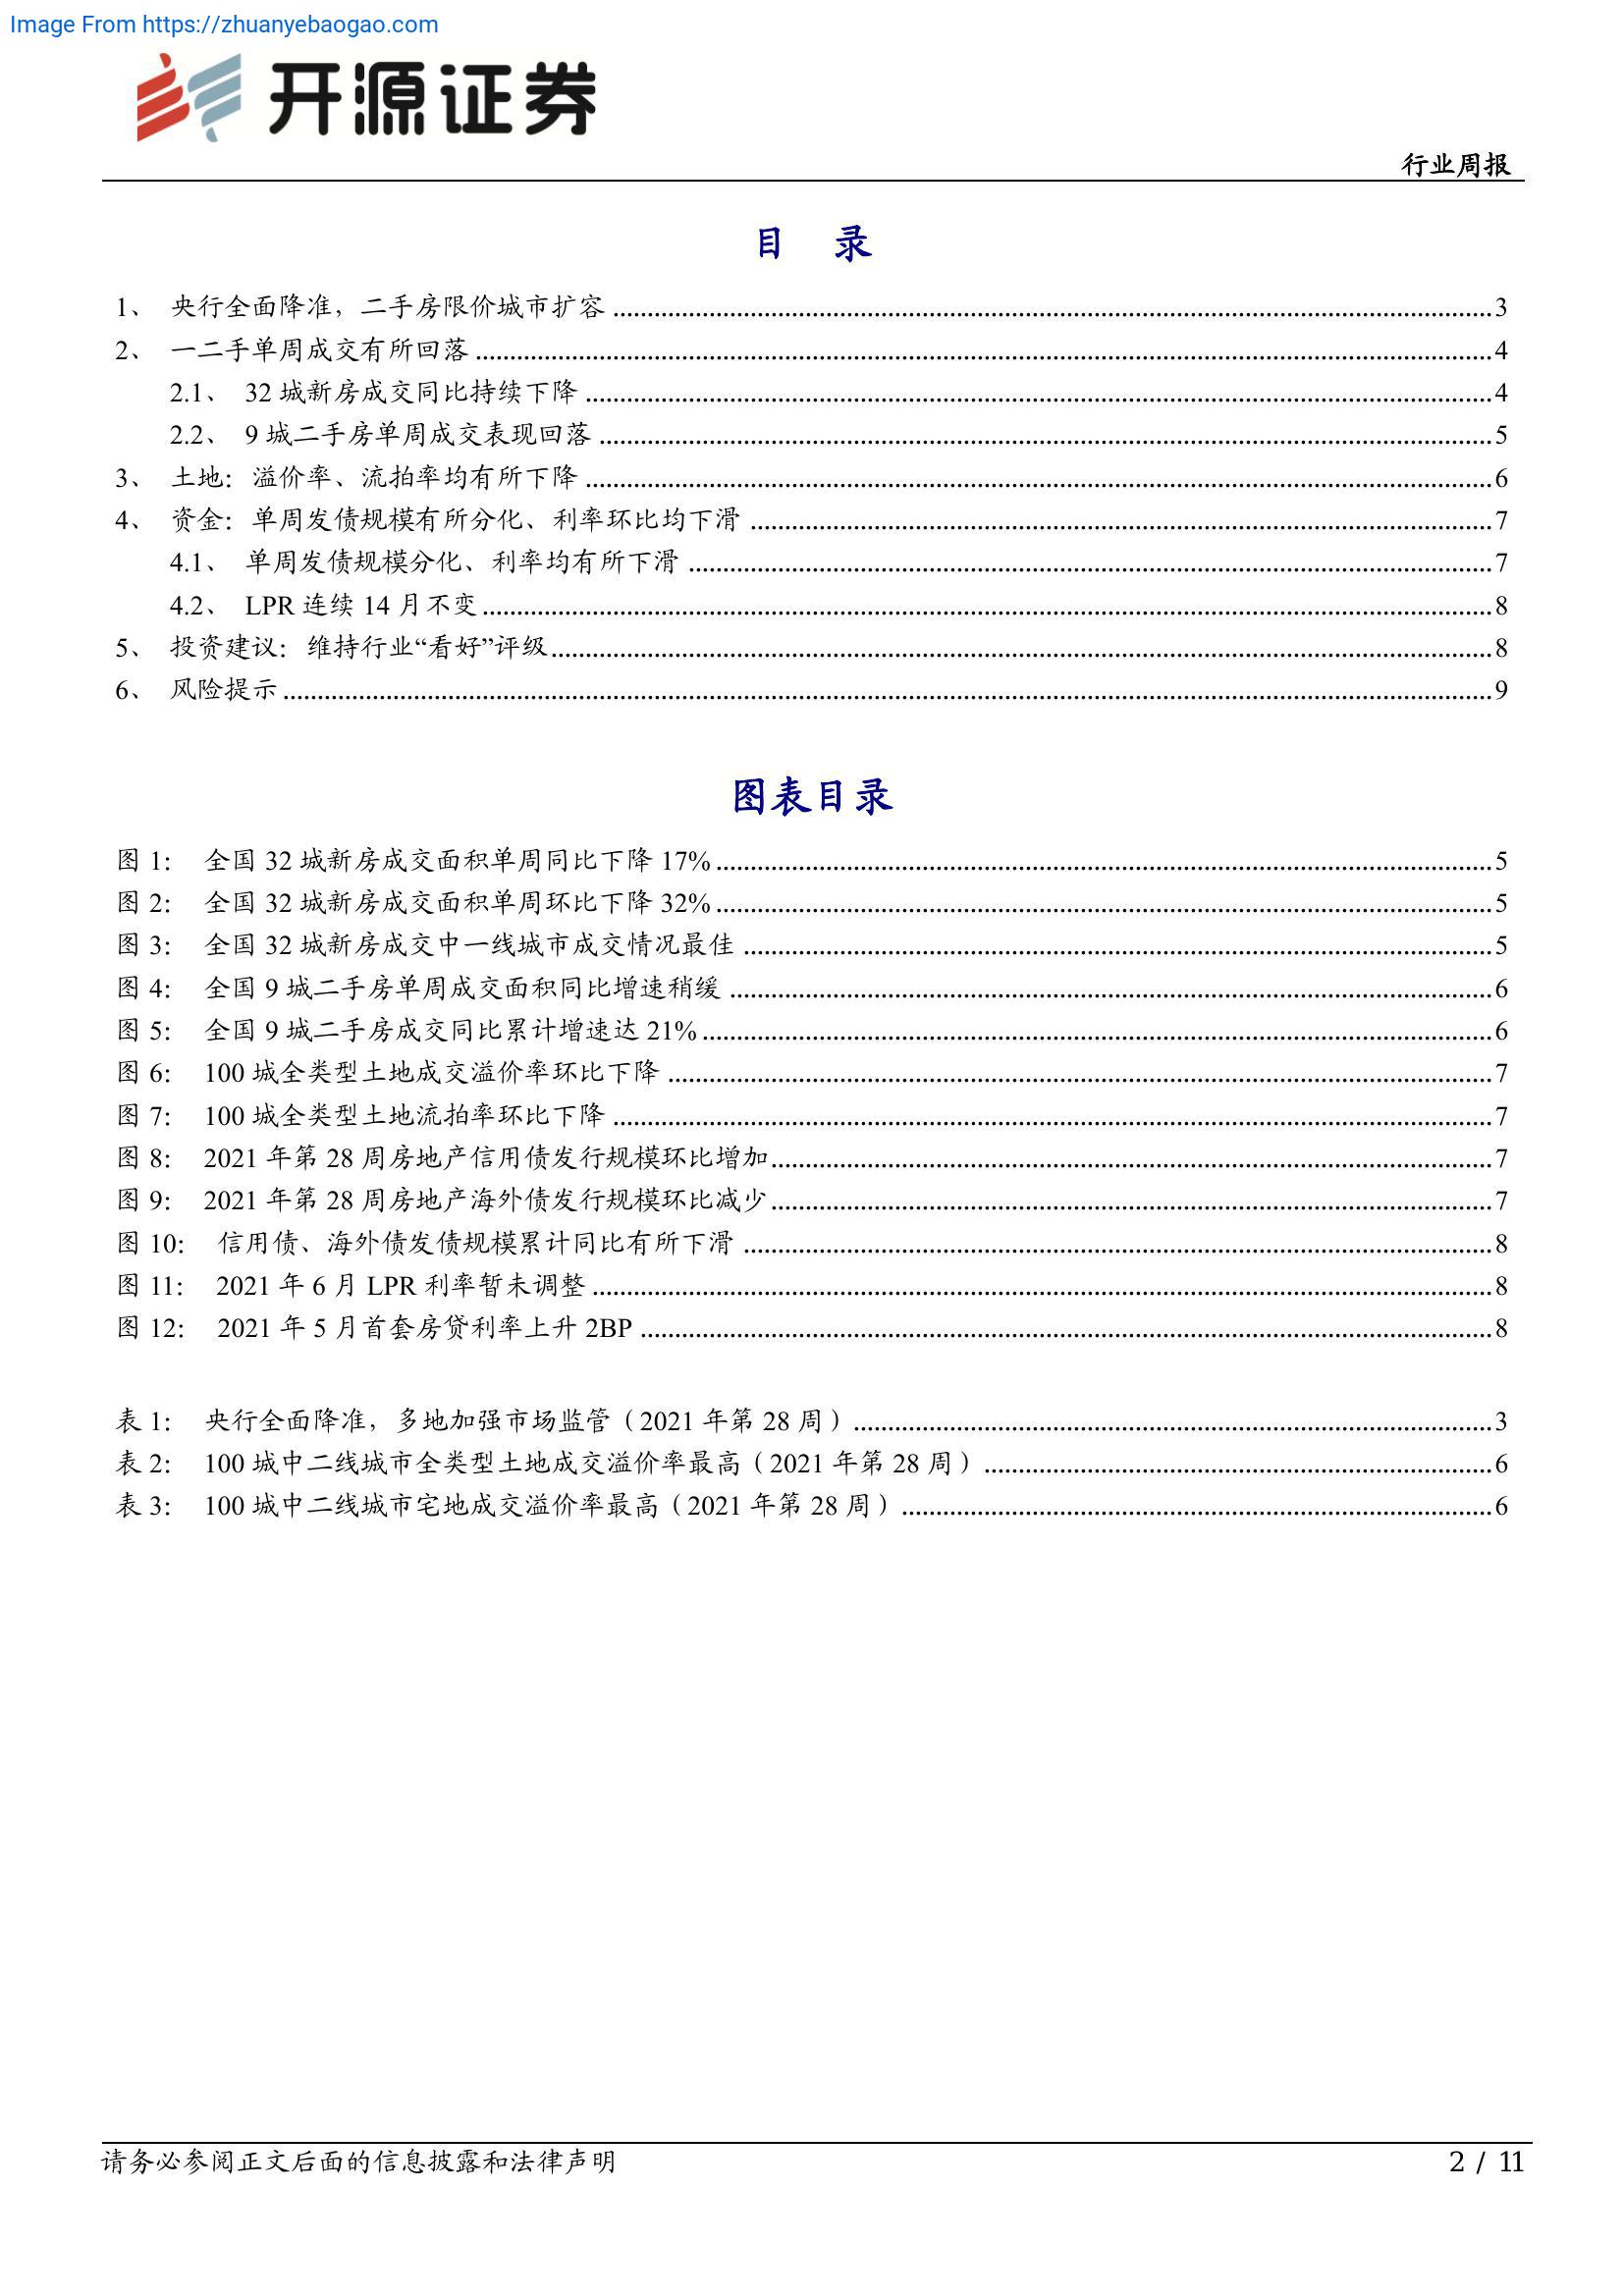 Image From https://zhuanyebaogao.com
开源证券
行业周报
目 录
1、 央行全面降准，二手房限价城市扩容 3
2、 一二手单周成交有所回落 4
2.1、 32 城新房成交同比持续下降 4
2.2、 9 城二手房单周成交表现回落 5
3、 土地：溢价率、流拍率均有所下降 6
4、 资金：单周发债规模有所分化、利率环比均下滑 7
4.1、 单周发债规模分化、利率均有所下滑 7
4.2、 LPR 连续 14 月不变 8
5、 投资建议：维持行业“看好”评级 8
6、 风险提示 9
图表目录
图 1： 全国 32 城新房成交面积单周同比下降 17% 5
图 2： 全国 32 城新房成交面积单周环比下降 32% 5
图 3： 全国 32 城新房成交中一线城市成交情况最佳 5
图 4： 全国 9 城二手房单周成交面积同比增速稍缓 6
图 5： 全国 9 城二手房成交同比累计增速达 21% 6
图 6： 100 城全类型土地成交溢价率环比下降 7
图 7： 100 城全类型土地流拍率环比下降 7
图 8： 2021 年第 28 周房地产信用债发行规模环比增加 7
图 9： 2021 年第 28 周房地产海外债发行规模环比减少 7
图 10： 信用债、海外债发债规模累计同比有所下滑 8
图 11： 2021 年 6 月 LPR 利率暂未调整 8
图 12： 2021 年 5 月首套房贷利率上升 2BP 8
表 1： 央行全面降准，多地加强市场监管（2021 年第 28 周） 3
表 2： 100 城中二线城市全类型土地成交溢价率最高（2021 年第 28 周） 6
表 3： 100 城中二线城市宅地成交溢价率最高（2021 年第 28 周） 6
请务必参阅正文后面的信息披露和法律声明 2 / 11